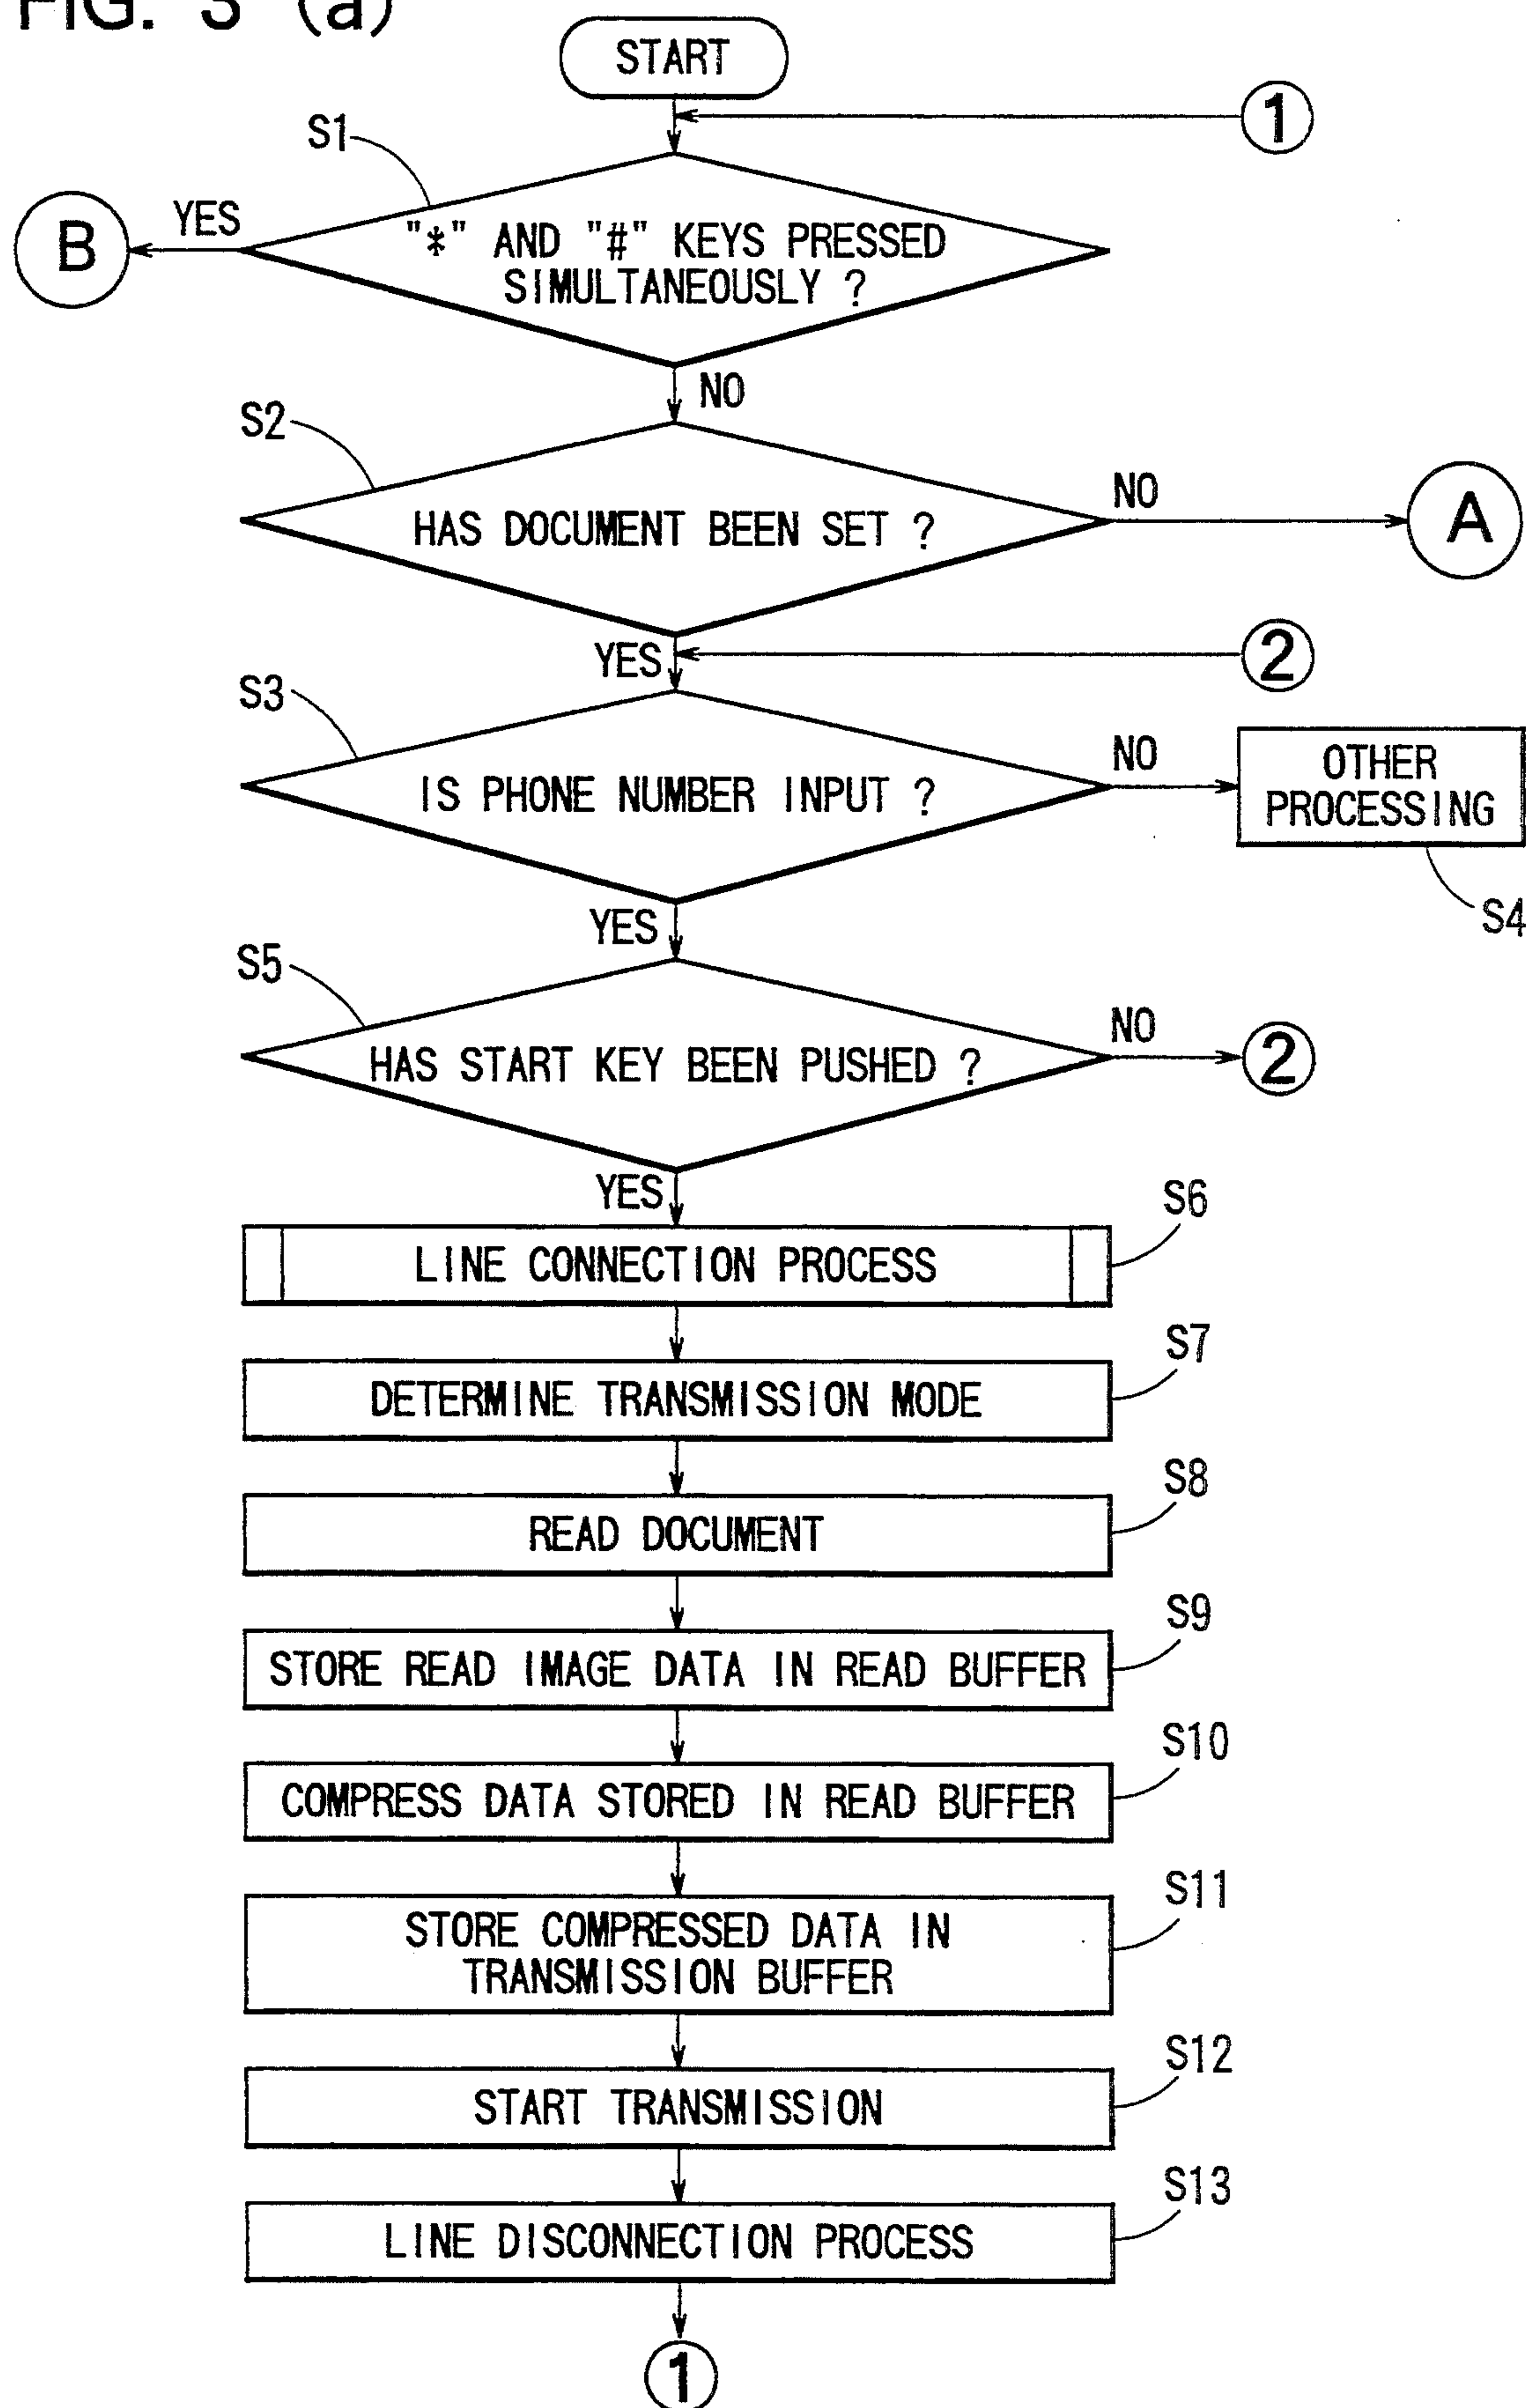 FIG. 3 (a)
START
1
S1
YES
B
"*" AND "#" KEYS PRESSED
SIMULTANEOUSLY ?
NO
S2
HAS DOCUMENT BEEN SET ?
NO
A
YES
2
S3
IS PHONE NUMBER INPUT ?
NO
OTHER
PROCESSING
S4
YES
S5
HAS START KEY BEEN PUSHED ?
NO
2
YES
S6
LINE CONNECTION PROCESS
S7
DETERMINE TRANSMISSION MODE
S8
READ DOCUMENT
S9
STORE READ IMAGE DATA IN READ BUFFER
S10
COMPRESS DATA STORED IN READ BUFFER
S11
STORE COMPRESSED DATA IN
TRANSMISSION BUFFER
S12
START TRANSMISSION
S13
LINE DISCONNECTION PROCESS
1